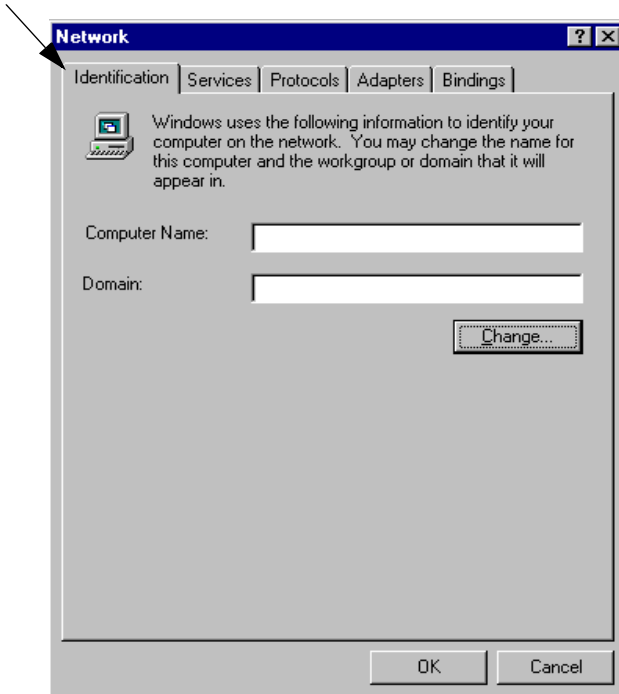 Network
Identification Services Protocols Adapters Bindings
Windows uses the following information to identify your
computer on the network. You may change the name for
this computer and the workgroup or domain that it will
appear in.
Computer Name:
Domain:
Change...
OK Cancel